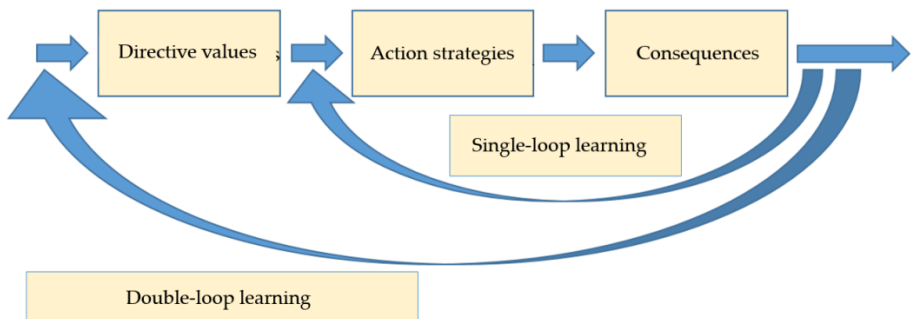 Directive values
Action strategies
Consequences
Single-loop learning
Double-loop learning